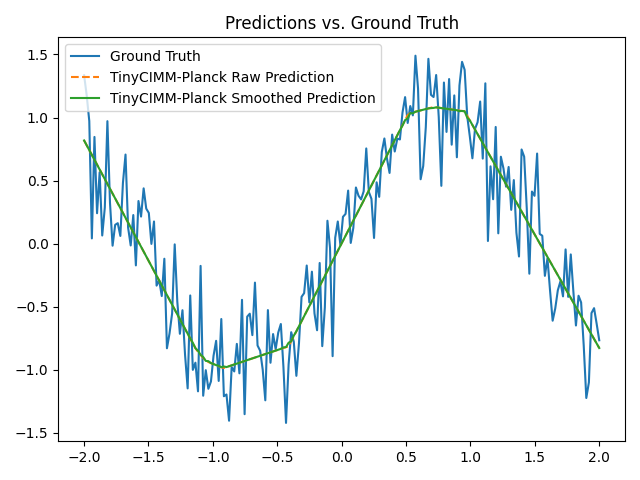 Predictions vs. Ground Truth
Ground Truth
TinyCIMM-Planck Raw Prediction
TinyCIMM-Planck Smoothed Prediction
1.5
1.0
0.5
0.0
−0.5
−1.0
−1.5
−2.0 −1.5 −1.0 −0.5 0.0 0.5 1.0 1.5 2.0